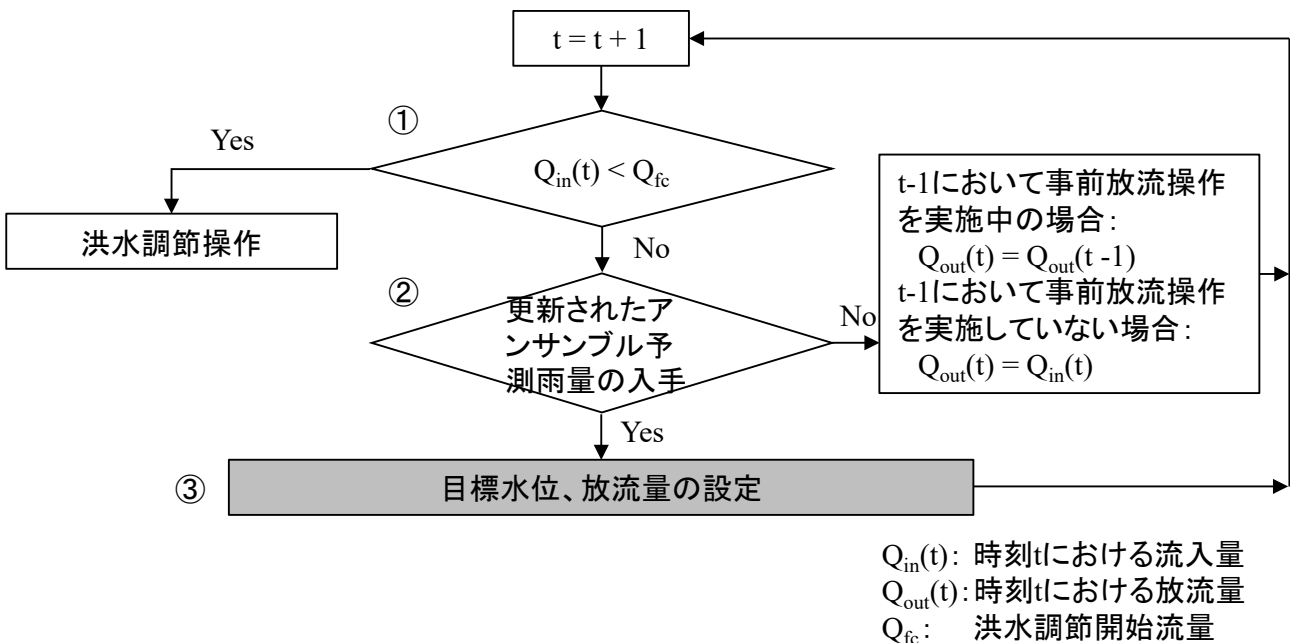 t = t + 1
①
Yes
Q_in(t) < Q_fc
洪水調節操作
No
②
更新されたア
ンサンブル予
測雨量の入手
No
t-1において事前放流操作
を実施中の場合：
Q_out(t) = Q_out(t -1)
t-1において事前放流操作
を実施していない場合：
Q_out(t) = Q_in(t)
Yes
③
目標水位、放流量の設定
Q_in(t)： 時刻tにおける流入量
Q_out(t)：時刻tにおける放流量
Q_fc： 洪水調節開始流量